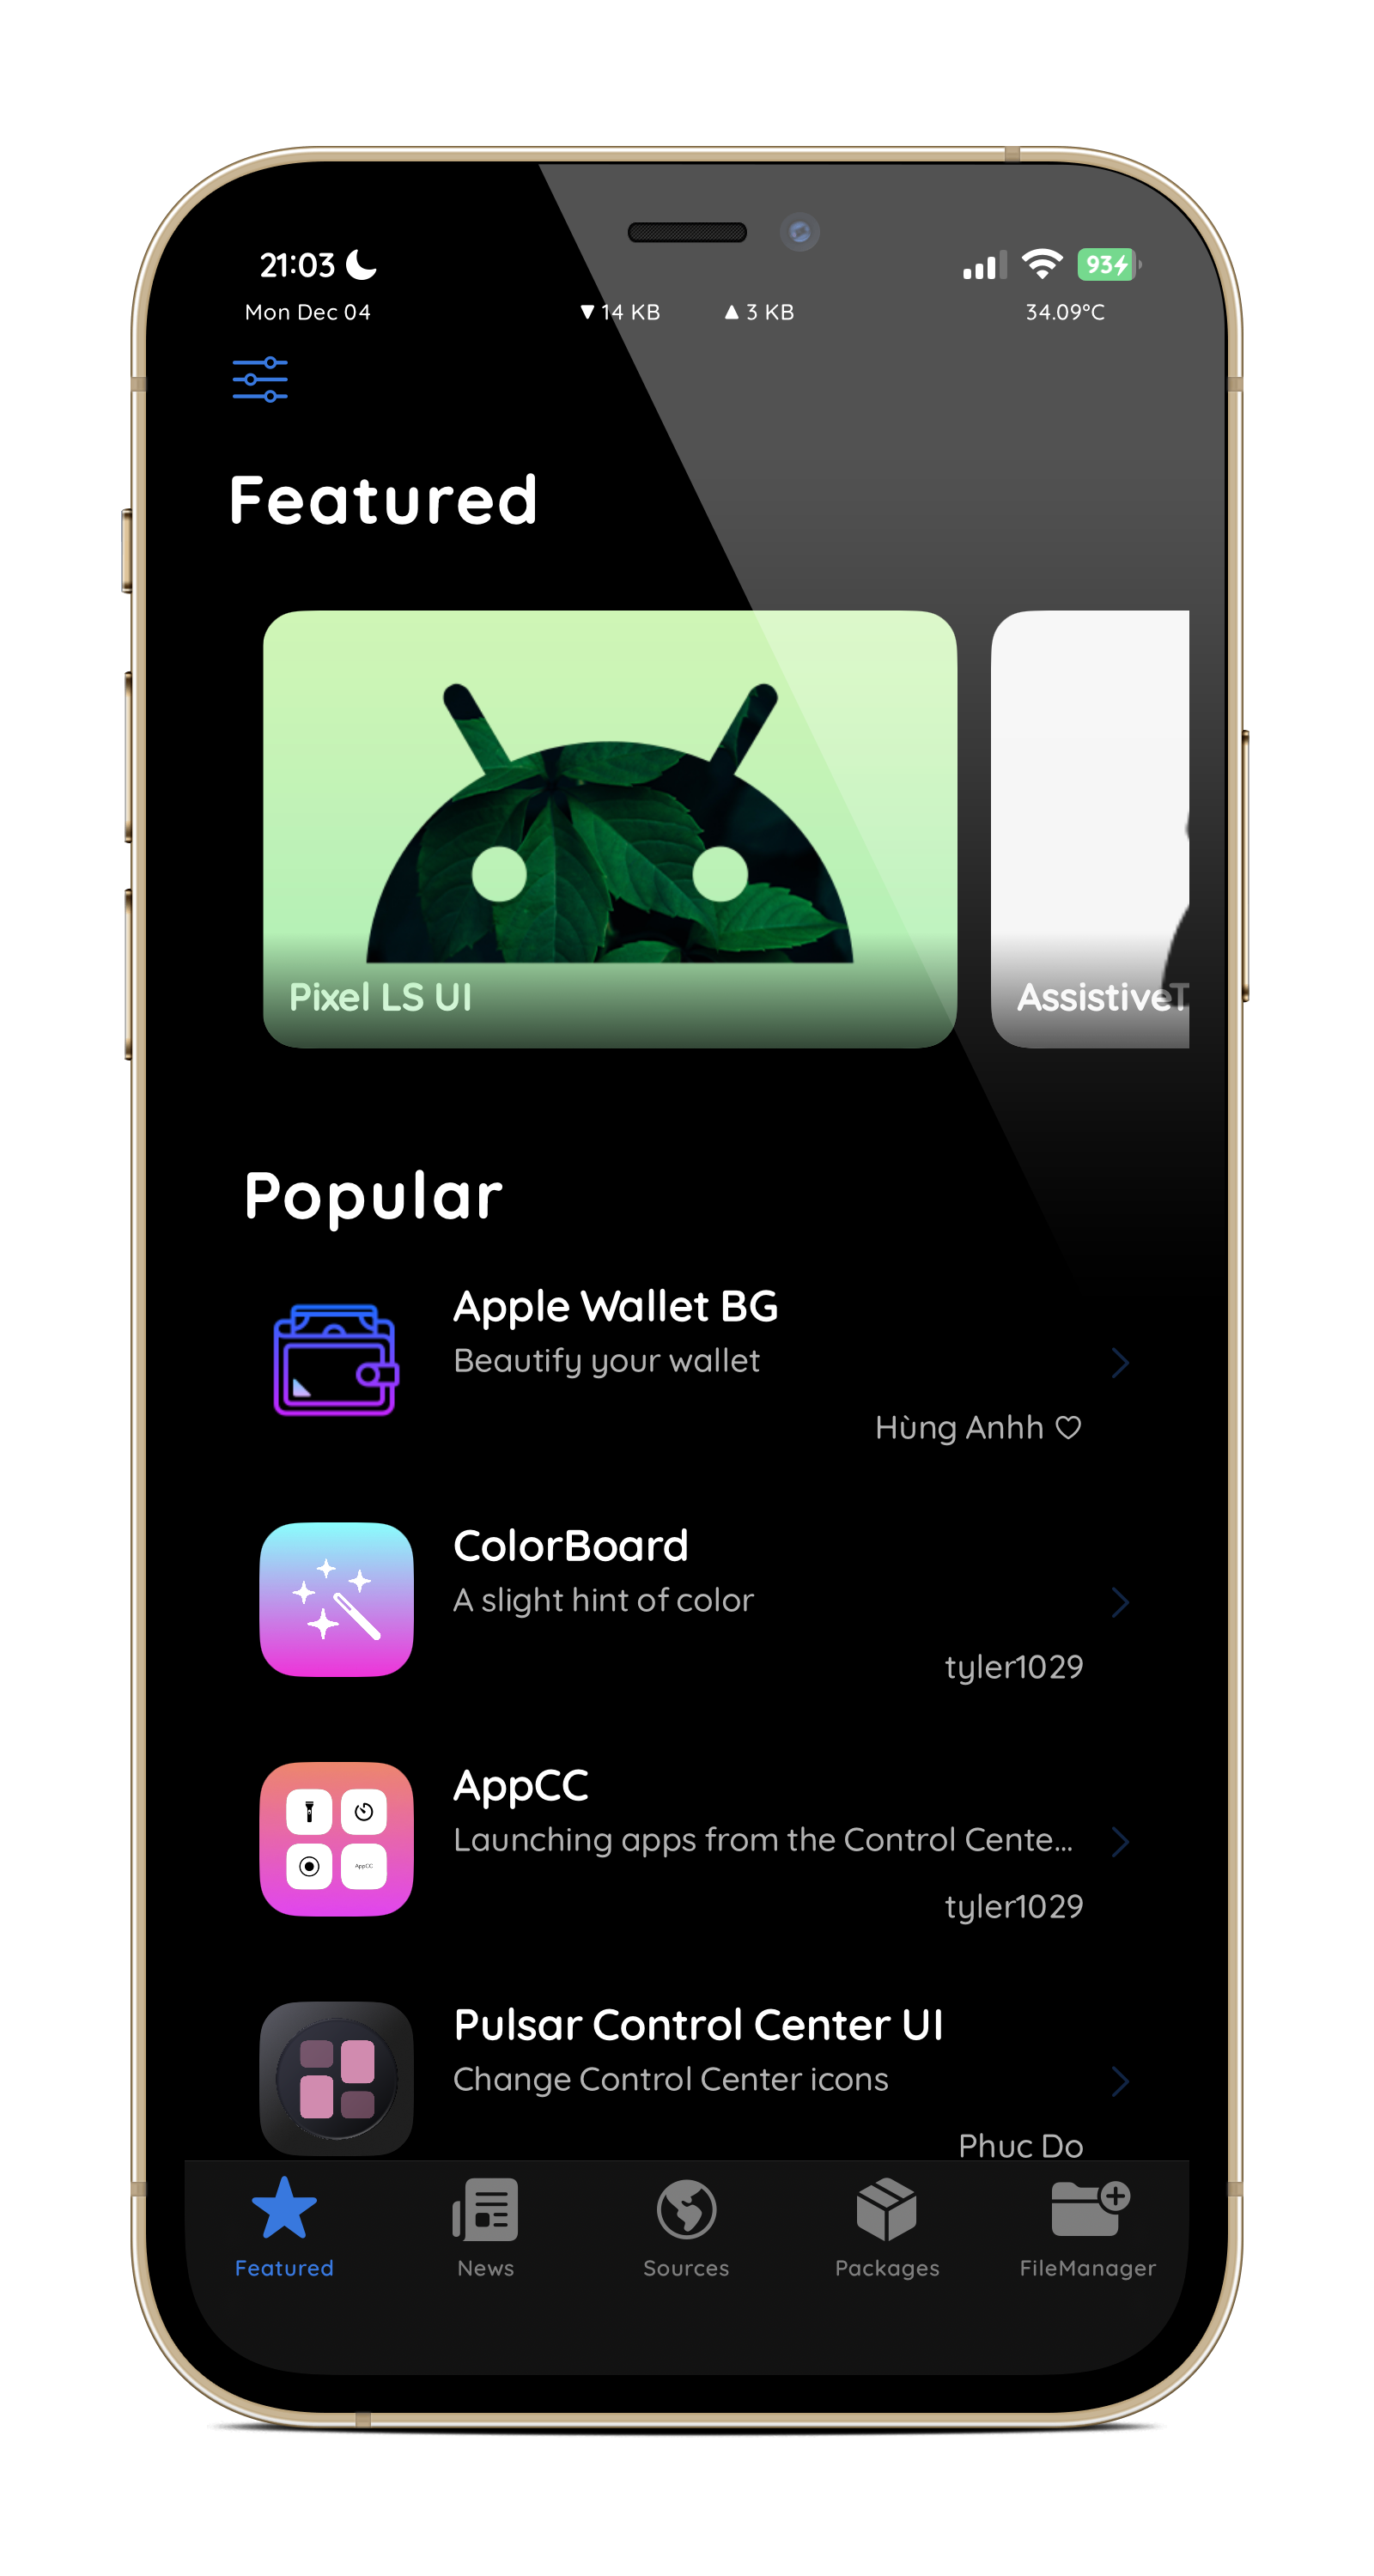 21:03 93
Mon Dec 04 ▼ 14 KB ▲ 3 KB 34.09°C
Featured
Pixel LS UI
AssistiveT
Popular
Apple Wallet BG
Beautify your wallet
Hùng Anhh ♡
ColorBoard
A slight hint of color
tyler1029
AppCC
Launching apps from the Control Cente...
AppCC
tyler1029
Pulsar Control Center UI
Change Control Center icons
Phuc Do
Featured News Sources Packages FileManager